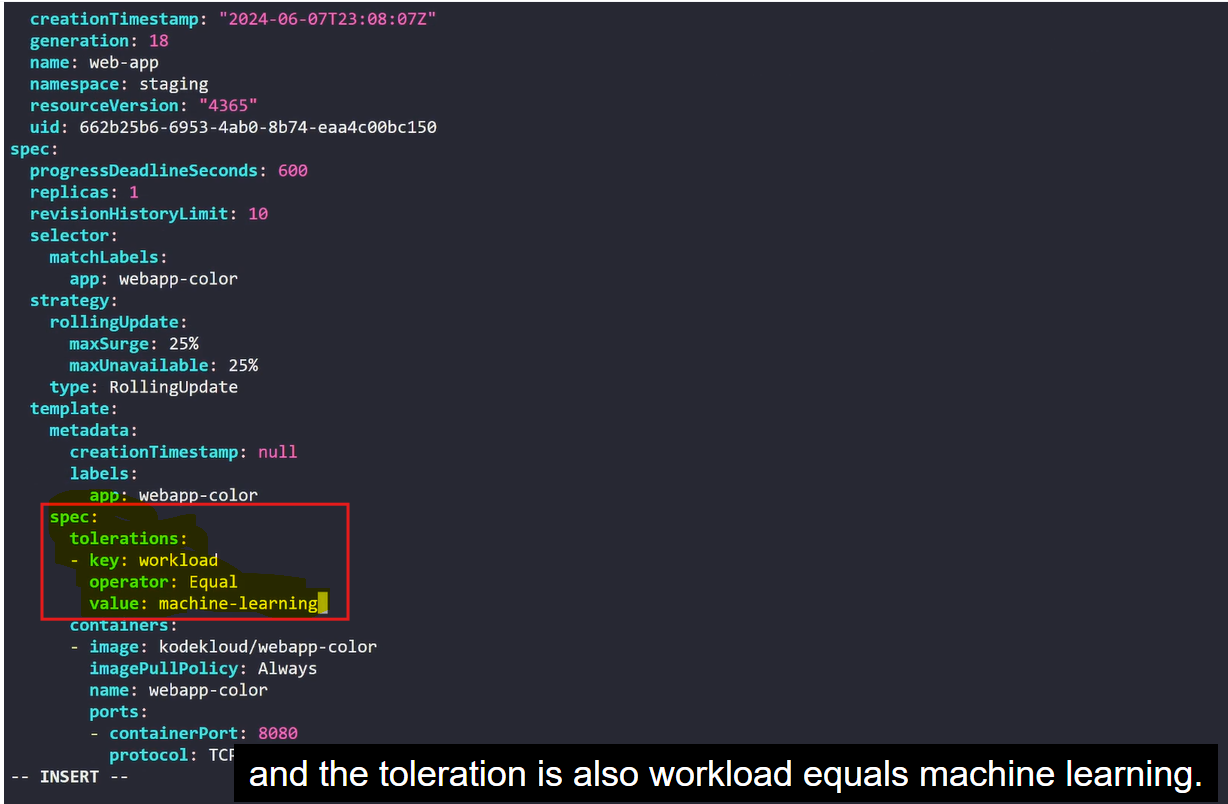 creationTimestamp: "2024-06-07T23:08:07Z"
generation: 18
name: web-app
namespace: staging
resourceVersion: "4365"
uid: 662b25b6-6953-4ab0-8b74-eaa4c00bc150
spec:
progressDeadlineSeconds: 600
replicas: 1
revisionHistoryLimit: 10
selector:
matchLabels:
app: webapp-color
strategy:
rollingUpdate:
maxSurge: 25%
maxUnavailable: 25%
type: RollingUpdate
template:
metadata:
creationTimestamp: null
labels:
app: webapp-color
spec:
tolerations:
- key: workload
operator: Equal
value: machine-learning
containers:
- image: kodekloud/webapp-color
imagePullPolicy: Always
name: webapp-color
ports:
- containerPort: 8080
protocol: TCP
-- INSERT --
and the toleration is also workload equals machine learning.